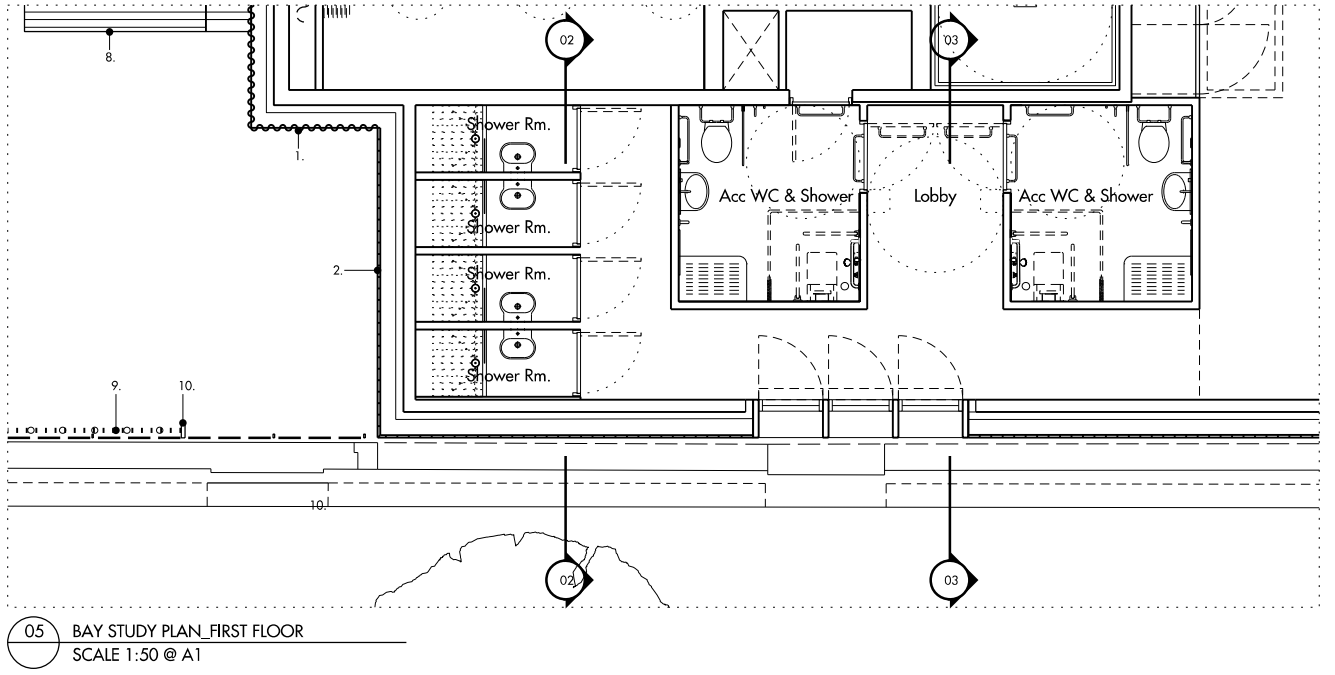 02
03
8.
1.
Shower Rm.
Acc WC & Shower
Lobby
Acc WC & Shower
Shower Rm.
2.
Shower Rm.
Shower Rm.
9.
10.
10.
02
03
05
BAY STUDY PLAN_FIRST FLOOR
SCALE 1:50 @ A1